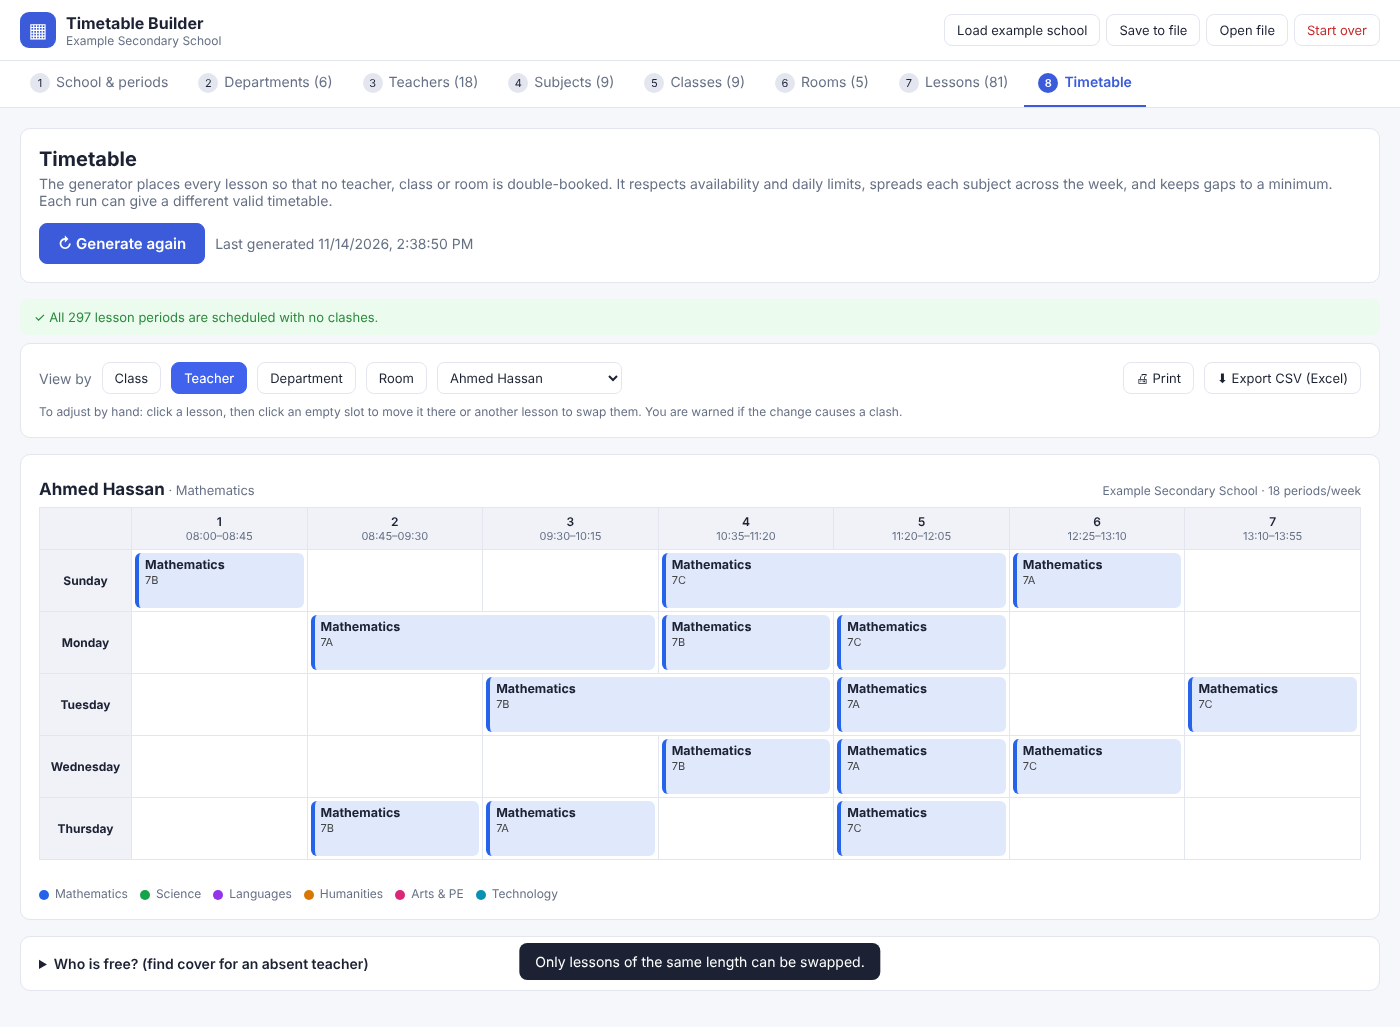 Timetable Builder
Example Secondary School
Load example school
Save to file
Open file
Start over
1 School & periods
2 Departments (6)
3 Teachers (18)
4 Subjects (9)
5 Classes (9)
6 Rooms (5)
7 Lessons (81)
8 Timetable
Timetable
The generator places every lesson so that no teacher, class or room is double-booked. It respects availability and daily limits, spreads each subject across the week, and keeps gaps to a minimum.
Each run can give a different valid timetable.
↻ Generate again
Last generated 11/14/2026, 2:38:50 PM
✓ All 297 lesson periods are scheduled with no clashes.
View by
Class
Teacher
Department
Room
Ahmed Hassan
🖨 Print
⬇ Export CSV (Excel)
To adjust by hand: click a lesson, then click an empty slot to move it there or another lesson to swap them. You are warned if the change causes a clash.
Ahmed Hassan · Mathematics
Example Secondary School · 18 periods/week
1 2 3 4 5 6 7
08:00–08:45 08:45–09:30 09:30–10:15 10:35–11:20 11:20–12:05 12:25–13:10 13:10–13:55
Sunday
Mathematics Mathematics Mathematics
7B 7C 7A
Monday
Mathematics Mathematics Mathematics
7A 7B 7C
Tuesday
Mathematics Mathematics Mathematics
7B 7A 7C
Wednesday
Mathematics Mathematics Mathematics
7B 7A 7C
Thursday
Mathematics Mathematics Mathematics
7B 7A 7C
Mathematics Science Languages Humanities Arts & PE Technology
▶ Who is free? (find cover for an absent teacher)
Only lessons of the same length can be swapped.